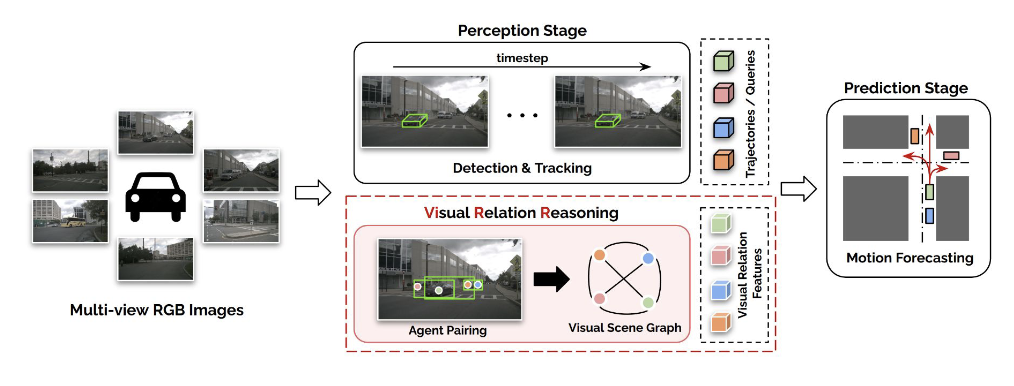 Perception Stage
timestep
Detection & Tracking
Trajectories / Queries
Multi-view RGB Images
Visual Relation Reasoning
Agent Pairing
Visual Scene Graph
Visual Relation
Features
Prediction Stage
Motion Forecasting